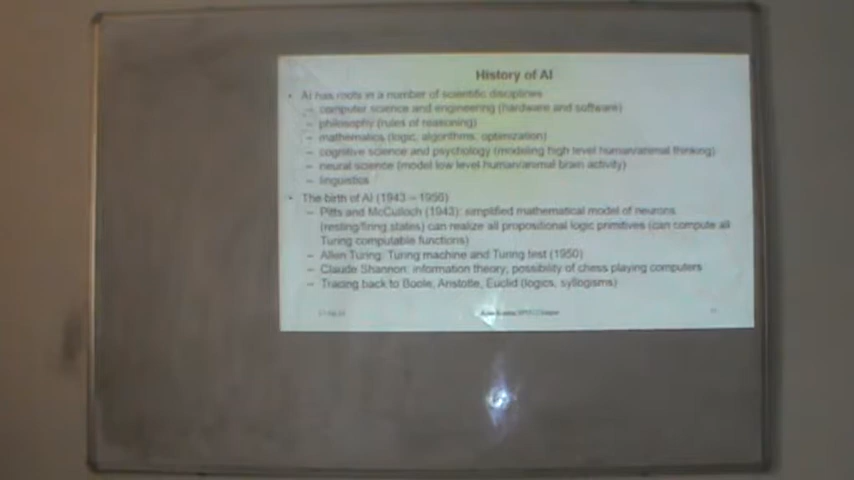 History of AI
• AI has roots in a number of scientific disciplines
– computer science and engineering (hardware and software)
– philosophy (rules of reasoning)
– mathematics (logic, algorithms, optimization)
– cognitive science and psychology (modeling high level human/animal thinking)
– neural science (model low level human/animal brain activity)
– linguistics
• The birth of AI (1943 – 1956)
– Pitts and McCulloch (1943): simplified mathematical model of neurons
(resting/firing states) can realize all propositional logic primitives (can compute all
Turing computable functions)
– Allen Turing: Turing machine and Turing test (1950)
– Claude Shannon: information theory; possibility of chess playing computers
– Tracing back to Boole, Aristotle, Euclid (logics, syllogisms)